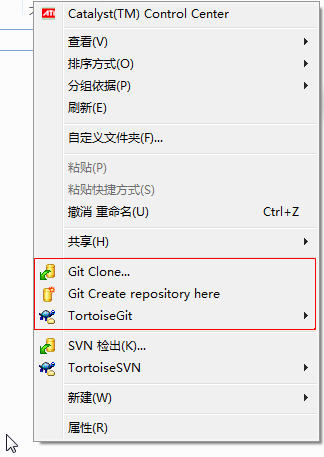 ATI Catalyst(TM) Control Center
查看(V)
排序方式(O)
分组依据(P)
刷新(E)
自定义文件夹(F)...
粘贴(P)
粘贴快捷方式(S)
撤消 重命名(U) Ctrl+Z
共享(H)
Git Clone...
Git Create repository here
TortoiseGit
SVN 检出(K)...
TortoiseSVN
新建(W)
属性(R)